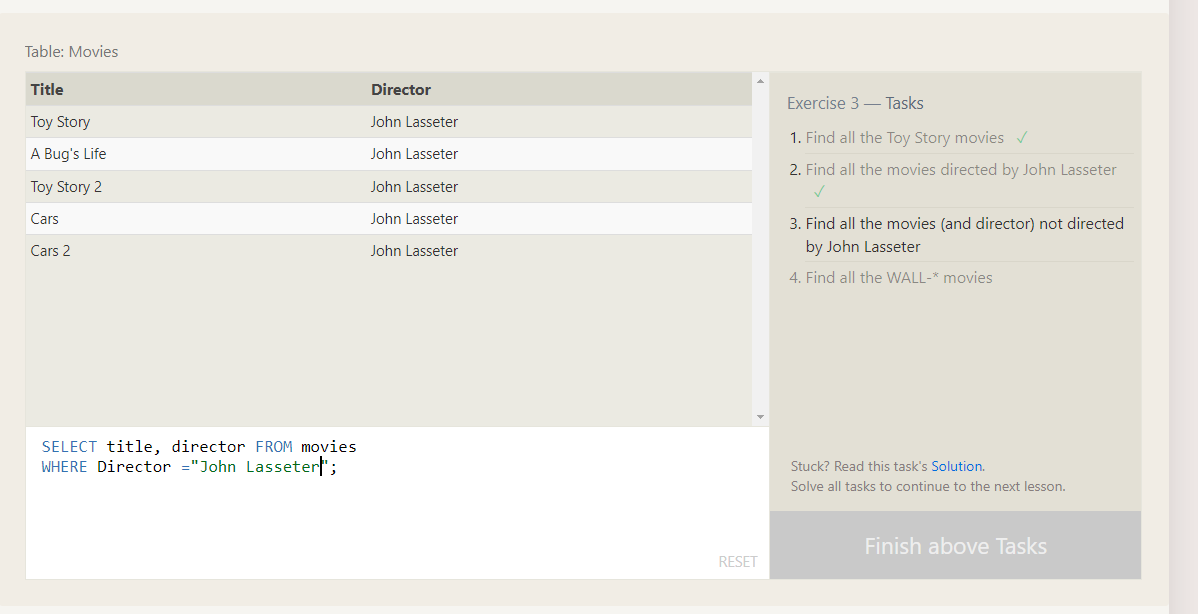 Table: Movies
Title Director
Toy Story John Lasseter
A Bug's Life John Lasseter
Toy Story 2 John Lasseter
Cars John Lasseter
Cars 2 John Lasseter
SELECT title, director FROM movies
WHERE Director ="John Lasseter";
RESET
Exercise 3 — Tasks
1. Find all the Toy Story movies ✓
2. Find all the movies directed by John Lasseter
✓
3. Find all the movies (and director) not directed
by John Lasseter
4. Find all the WALL-* movies
Stuck? Read this task's Solution.
Solve all tasks to continue to the next lesson.
Finish above Tasks